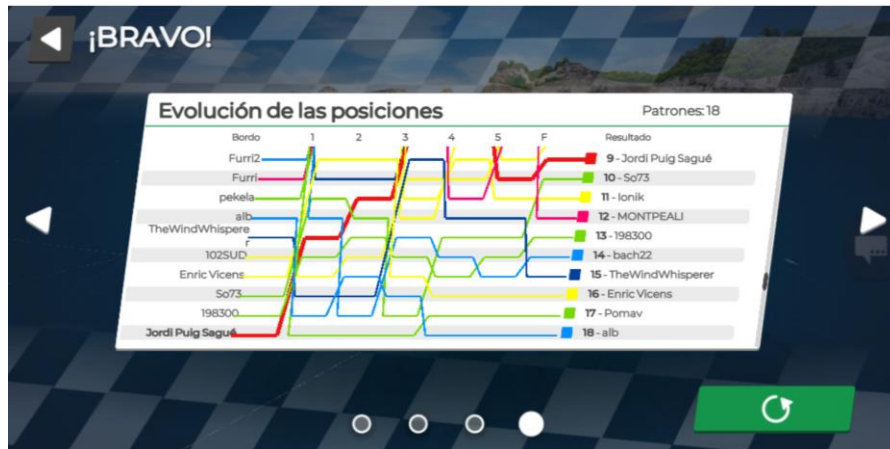 ¡BRAVO!
Evolución de las posiciones
Patrones: 18
Bordo 1 2 3 4 5 F Resultado
Furri2 9 - Jordi Puig Sagué
Furri 10 - So73
pekela 11 - Ionik
alb 12 - MONTPEALI
TheWindWhispere
r
13 - 198300
102SUD 14 - bach22
15 - TheWindWhisperer
Enric Vicens
16 - Enric Vicens
So73
198300 17 - Pomav
Jordi Puig Sagué 18 - alb